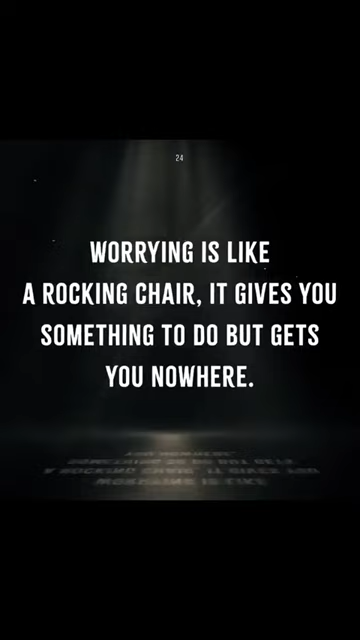 24
WORRYING IS LIKE
A ROCKING CHAIR, IT GIVES YOU
SOMETHING TO DO BUT GETS
YOU NOWHERE.